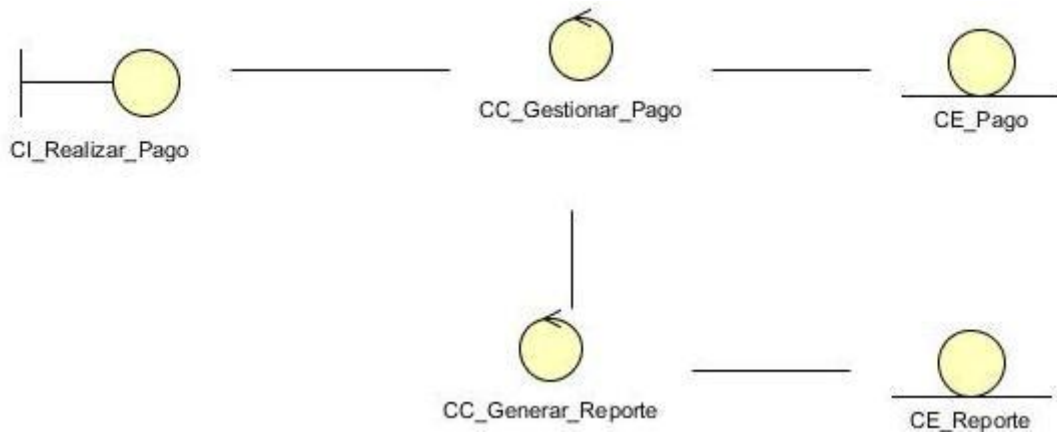 CC_Gestionar_Pago
CE_Pago
CI_Realizar_Pago
CC_Generar_Reporte
CE_Reporte